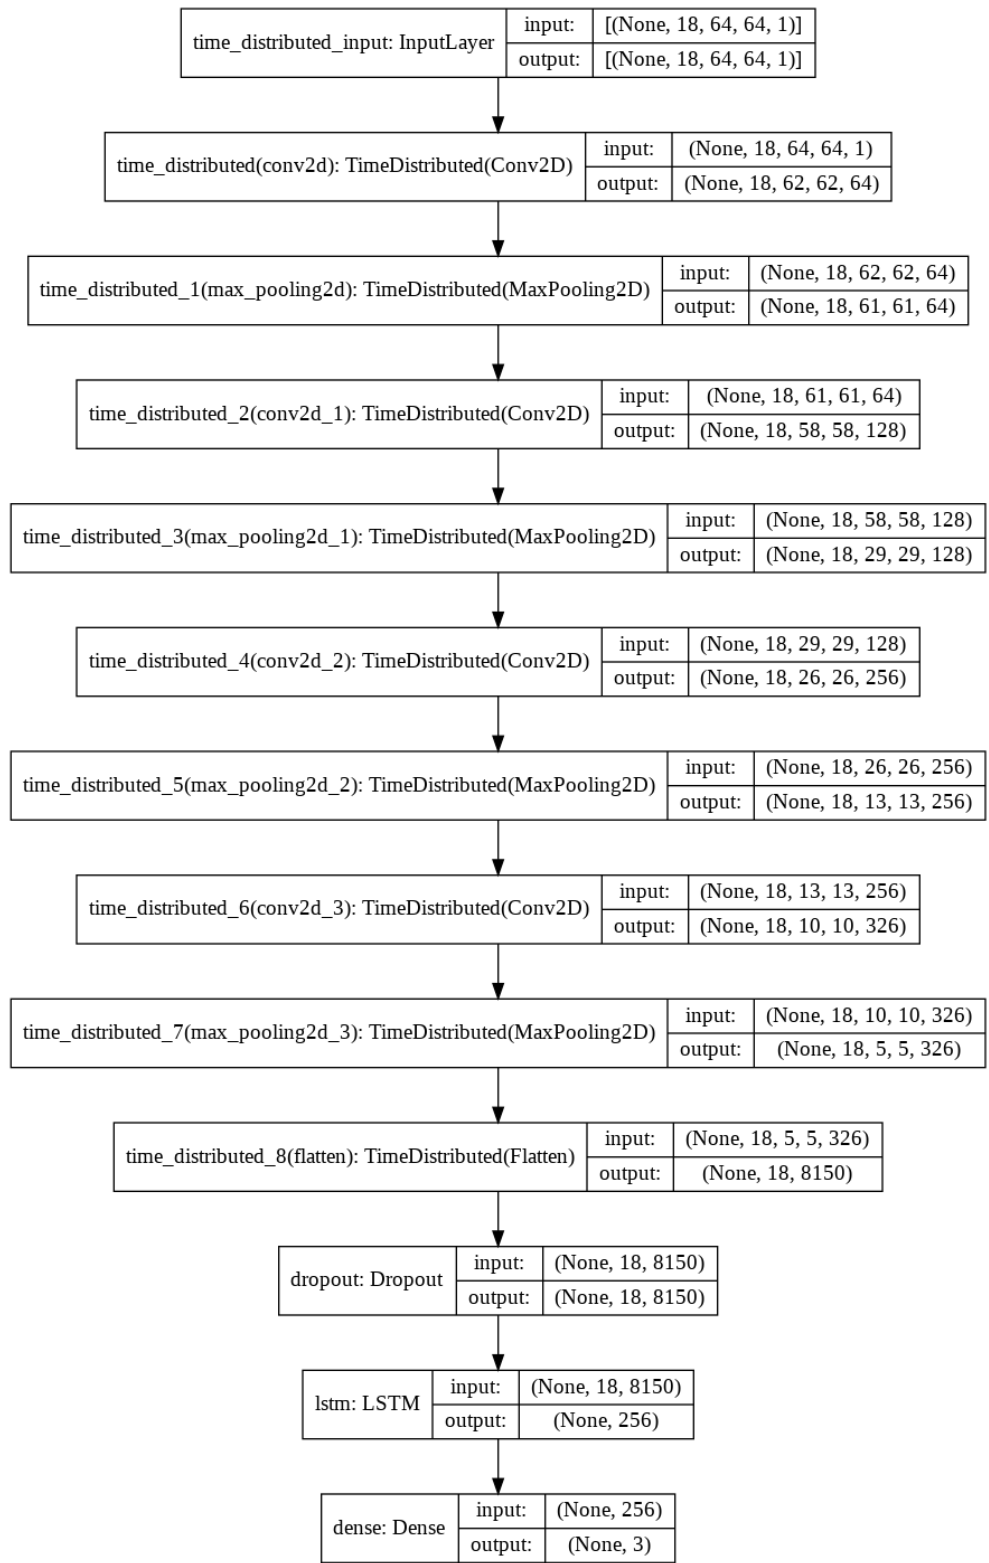 time_distributed_input: InputLayer
input:
[(None, 18, 64, 64, 1)]
output:
[(None, 18, 64, 64, 1)]
time_distributed(conv2d): TimeDistributed(Conv2D)
input:
(None, 18, 64, 64, 1)
output:
(None, 18, 62, 62, 64)
time_distributed_1(max_pooling2d): TimeDistributed(MaxPooling2D)
input:
(None, 18, 62, 62, 64)
output:
(None, 18, 61, 61, 64)
time_distributed_2(conv2d_1): TimeDistributed(Conv2D)
input:
(None, 18, 61, 61, 64)
output:
(None, 18, 58, 58, 128)
time_distributed_3(max_pooling2d_1): TimeDistributed(MaxPooling2D)
input:
(None, 18, 58, 58, 128)
output:
(None, 18, 29, 29, 128)
time_distributed_4(conv2d_2): TimeDistributed(Conv2D)
input:
(None, 18, 29, 29, 128)
output:
(None, 18, 26, 26, 256)
time_distributed_5(max_pooling2d_2): TimeDistributed(MaxPooling2D)
input:
(None, 18, 26, 26, 256)
output:
(None, 18, 13, 13, 256)
time_distributed_6(conv2d_3): TimeDistributed(Conv2D)
input:
(None, 18, 13, 13, 256)
output:
(None, 18, 10, 10, 326)
time_distributed_7(max_pooling2d_3): TimeDistributed(MaxPooling2D)
input:
(None, 18, 10, 10, 326)
output:
(None, 18, 5, 5, 326)
time_distributed_8(flatten): TimeDistributed(Flatten)
input:
(None, 18, 5, 5, 326)
output:
(None, 18, 8150)
dropout: Dropout
input:
(None, 18, 8150)
output:
(None, 18, 8150)
lstm: LSTM
input:
(None, 18, 8150)
output:
(None, 256)
dense: Dense
input:
(None, 256)
output:
(None, 3)